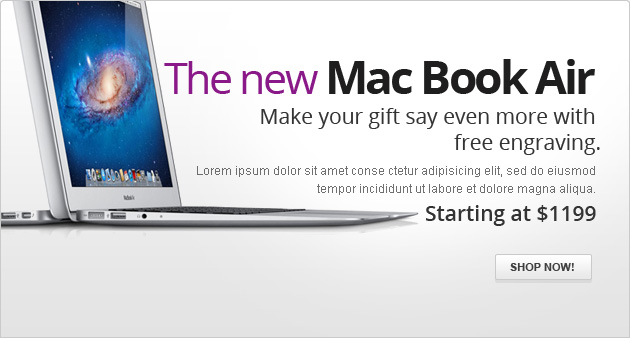 The new Mac Book Air
Make your gift say even more with
free engraving.
Lorem ipsum dolor sit amet conse ctetur adipisicing elit, sed do eiusmod
tempor incididunt ut labore et dolore magna aliqua.
Starting at $1199
SHOP NOW!